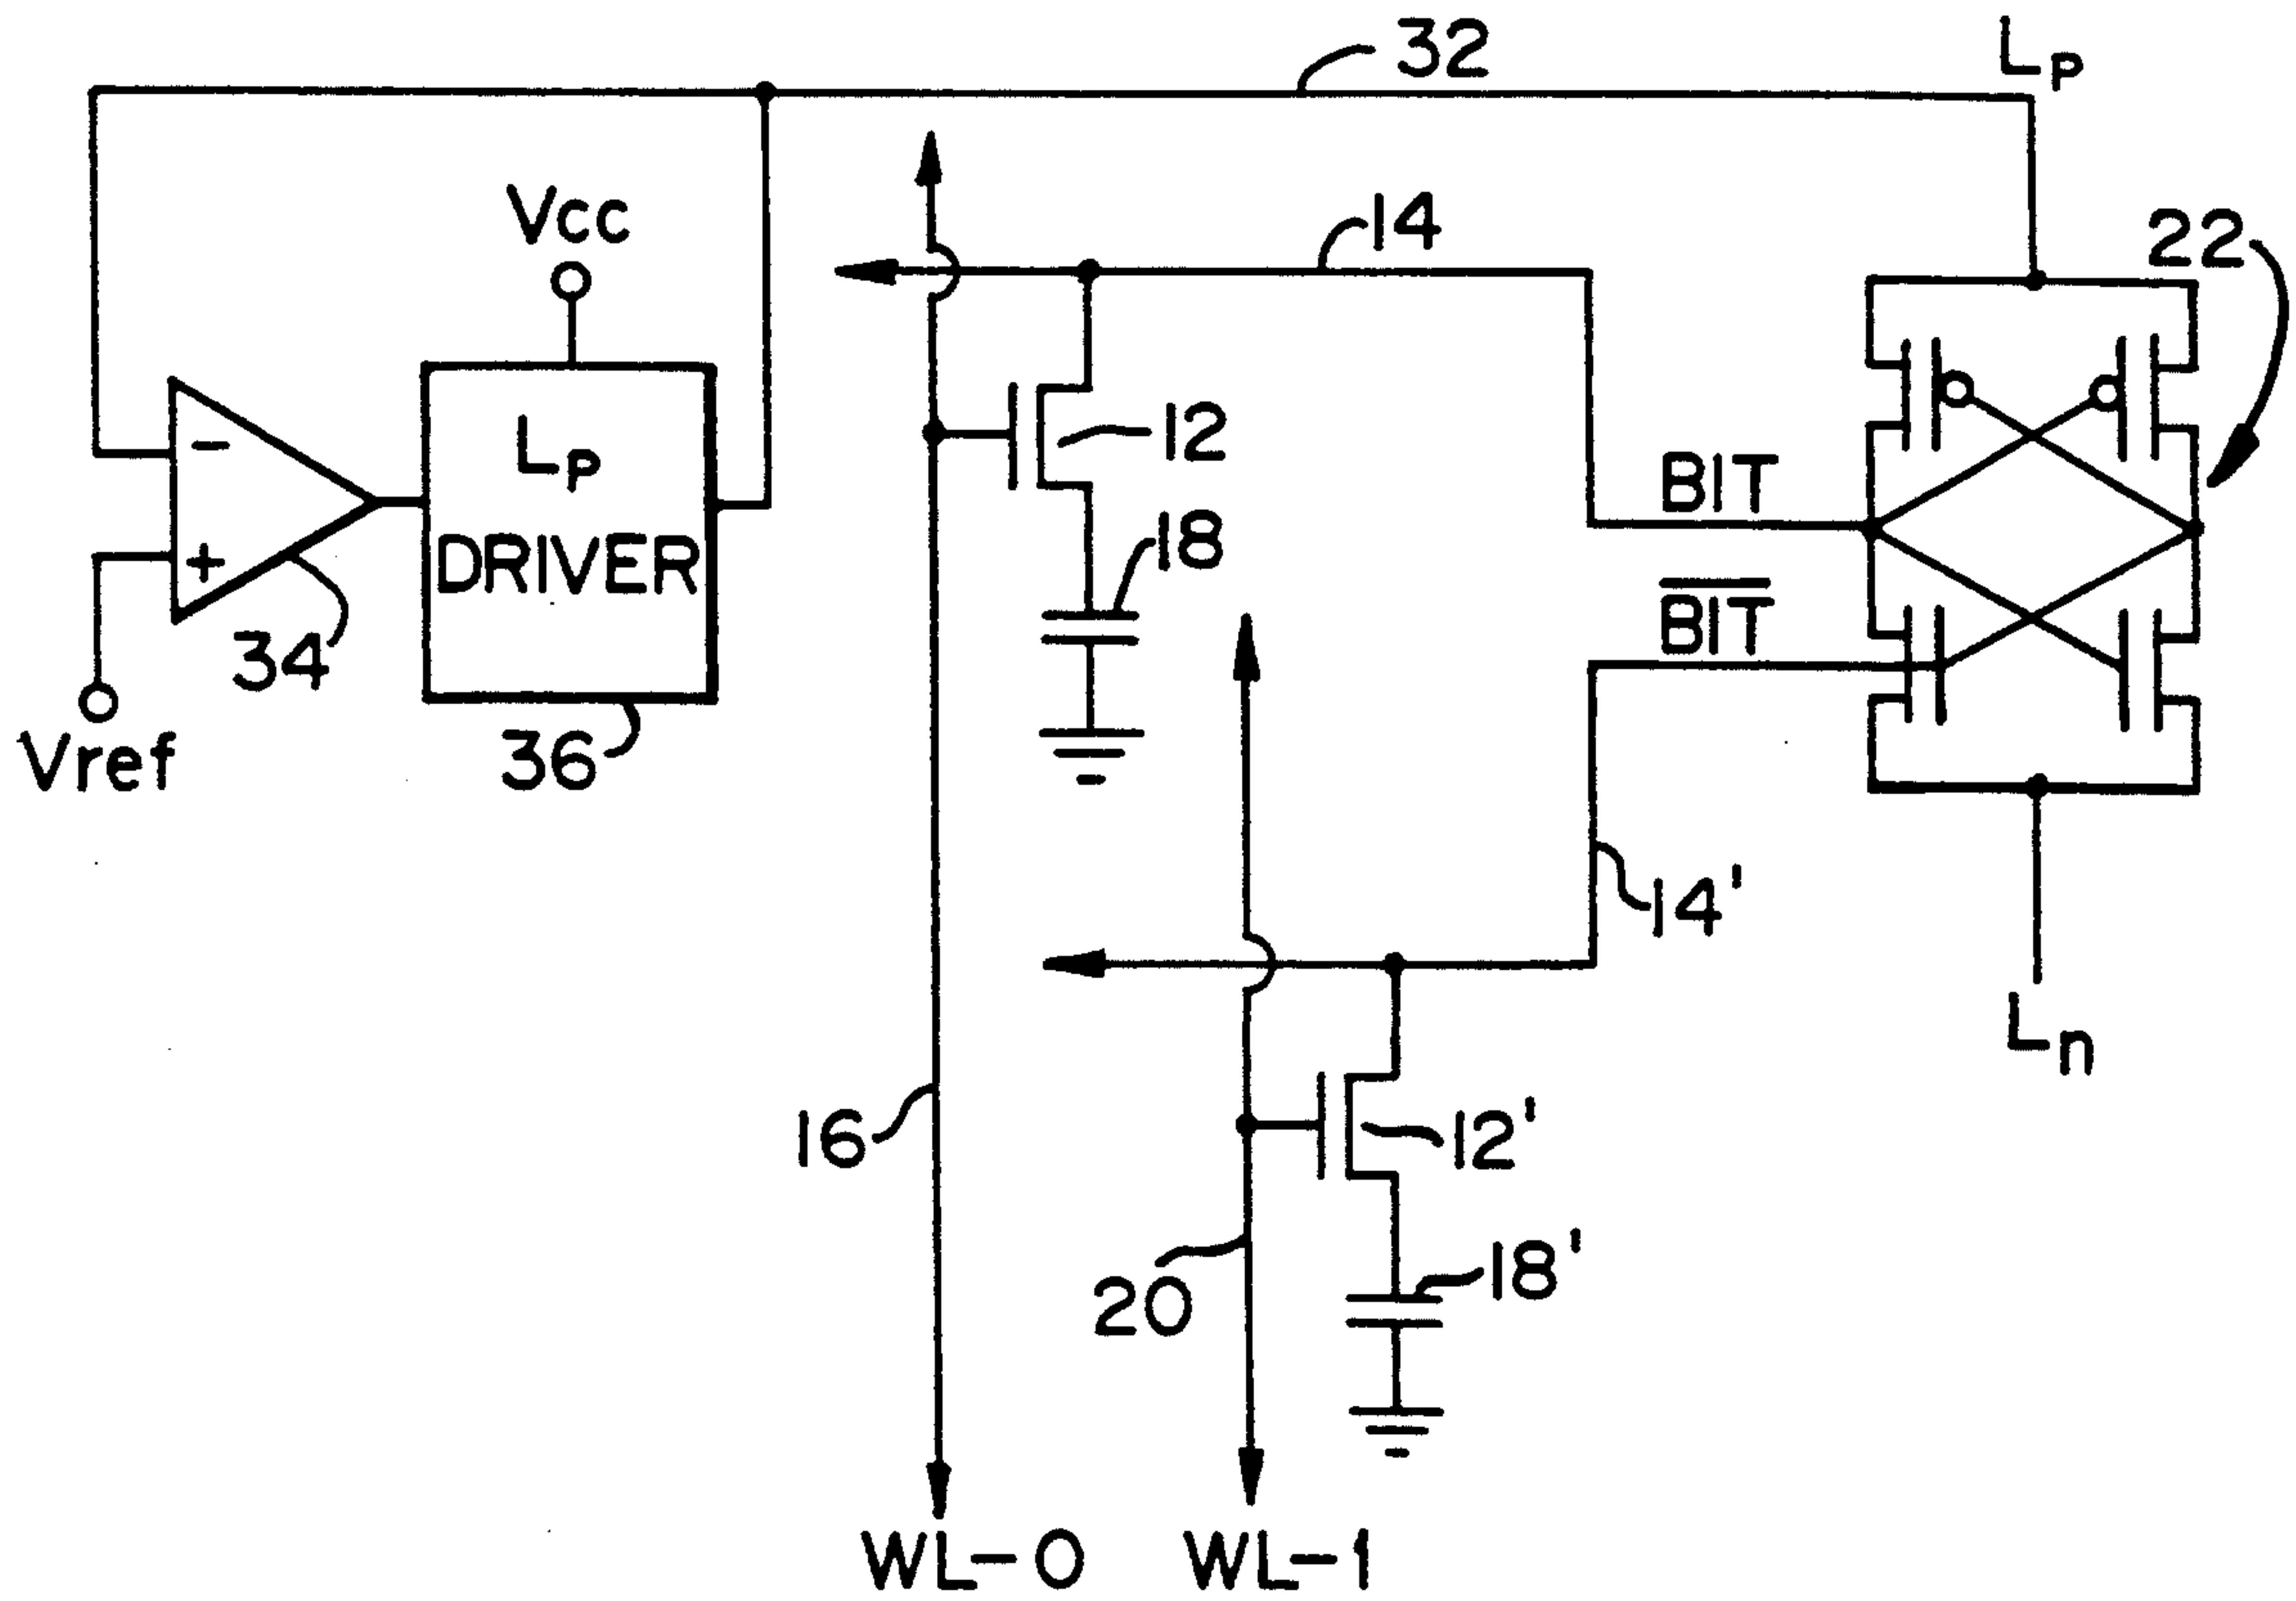 32
Lp
Vcc
14
22
Lp
DRIVER
12
BIT
18
B̅I̅T̅
34
Vref
36
14'
Ln
16
12'
18'
20
WL-0
WL-1
-
+